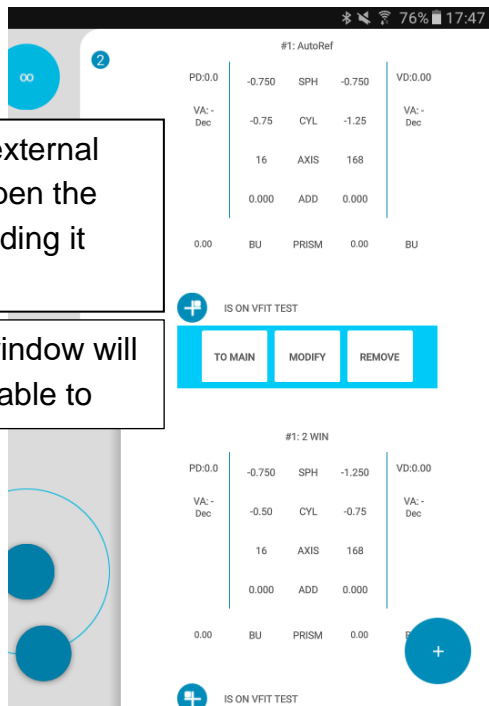 76% 17:47
∞
2
#1: AutoRef
PD:0.0 -0.750 SPH -0.750 VD:0.00
VA: - Dec -0.75 CYL -1.25 VA: - Dec
16 AXIS 168
0.000 ADD 0.000
0.00 BU PRISM 0.00 BU
external
the
ding it
IS ON VFIT TEST
TO MAIN MODIFY REMOVE
window will
able to
#1: 2 WIN
PD:0.0 -0.750 SPH -1.250 VD:0.00
VA: - Dec -0.50 CYL -0.75 VA: - Dec
16 AXIS 168
0.000 ADD 0.000
0.00 BU PRISM 0.00
+
IS ON VFIT TEST